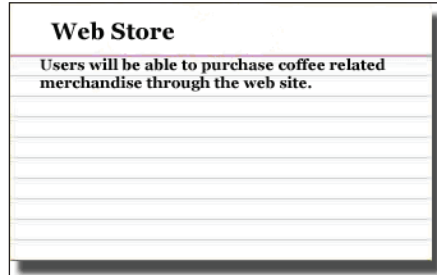 Web Store
Users will be able to purchase coffee related
merchandise through the web site.